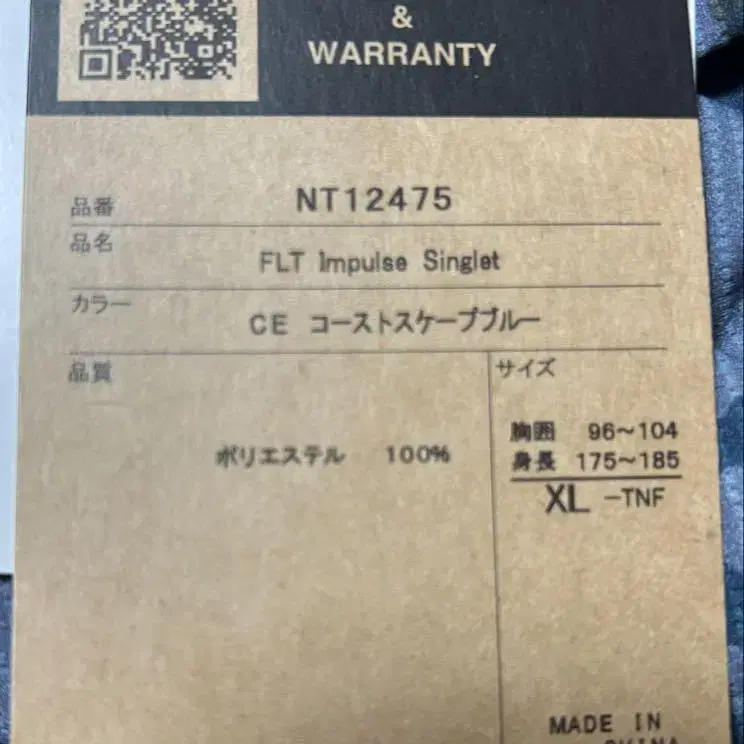 &
WARRANTY
品番 NT12475
品名 FLT Impulse Singlet
カラー CE コーストスケープブルー
品質 ポリエステル 100%
サイズ
胸囲 96～104
身長 175～185
XL -TNF
MADE IN